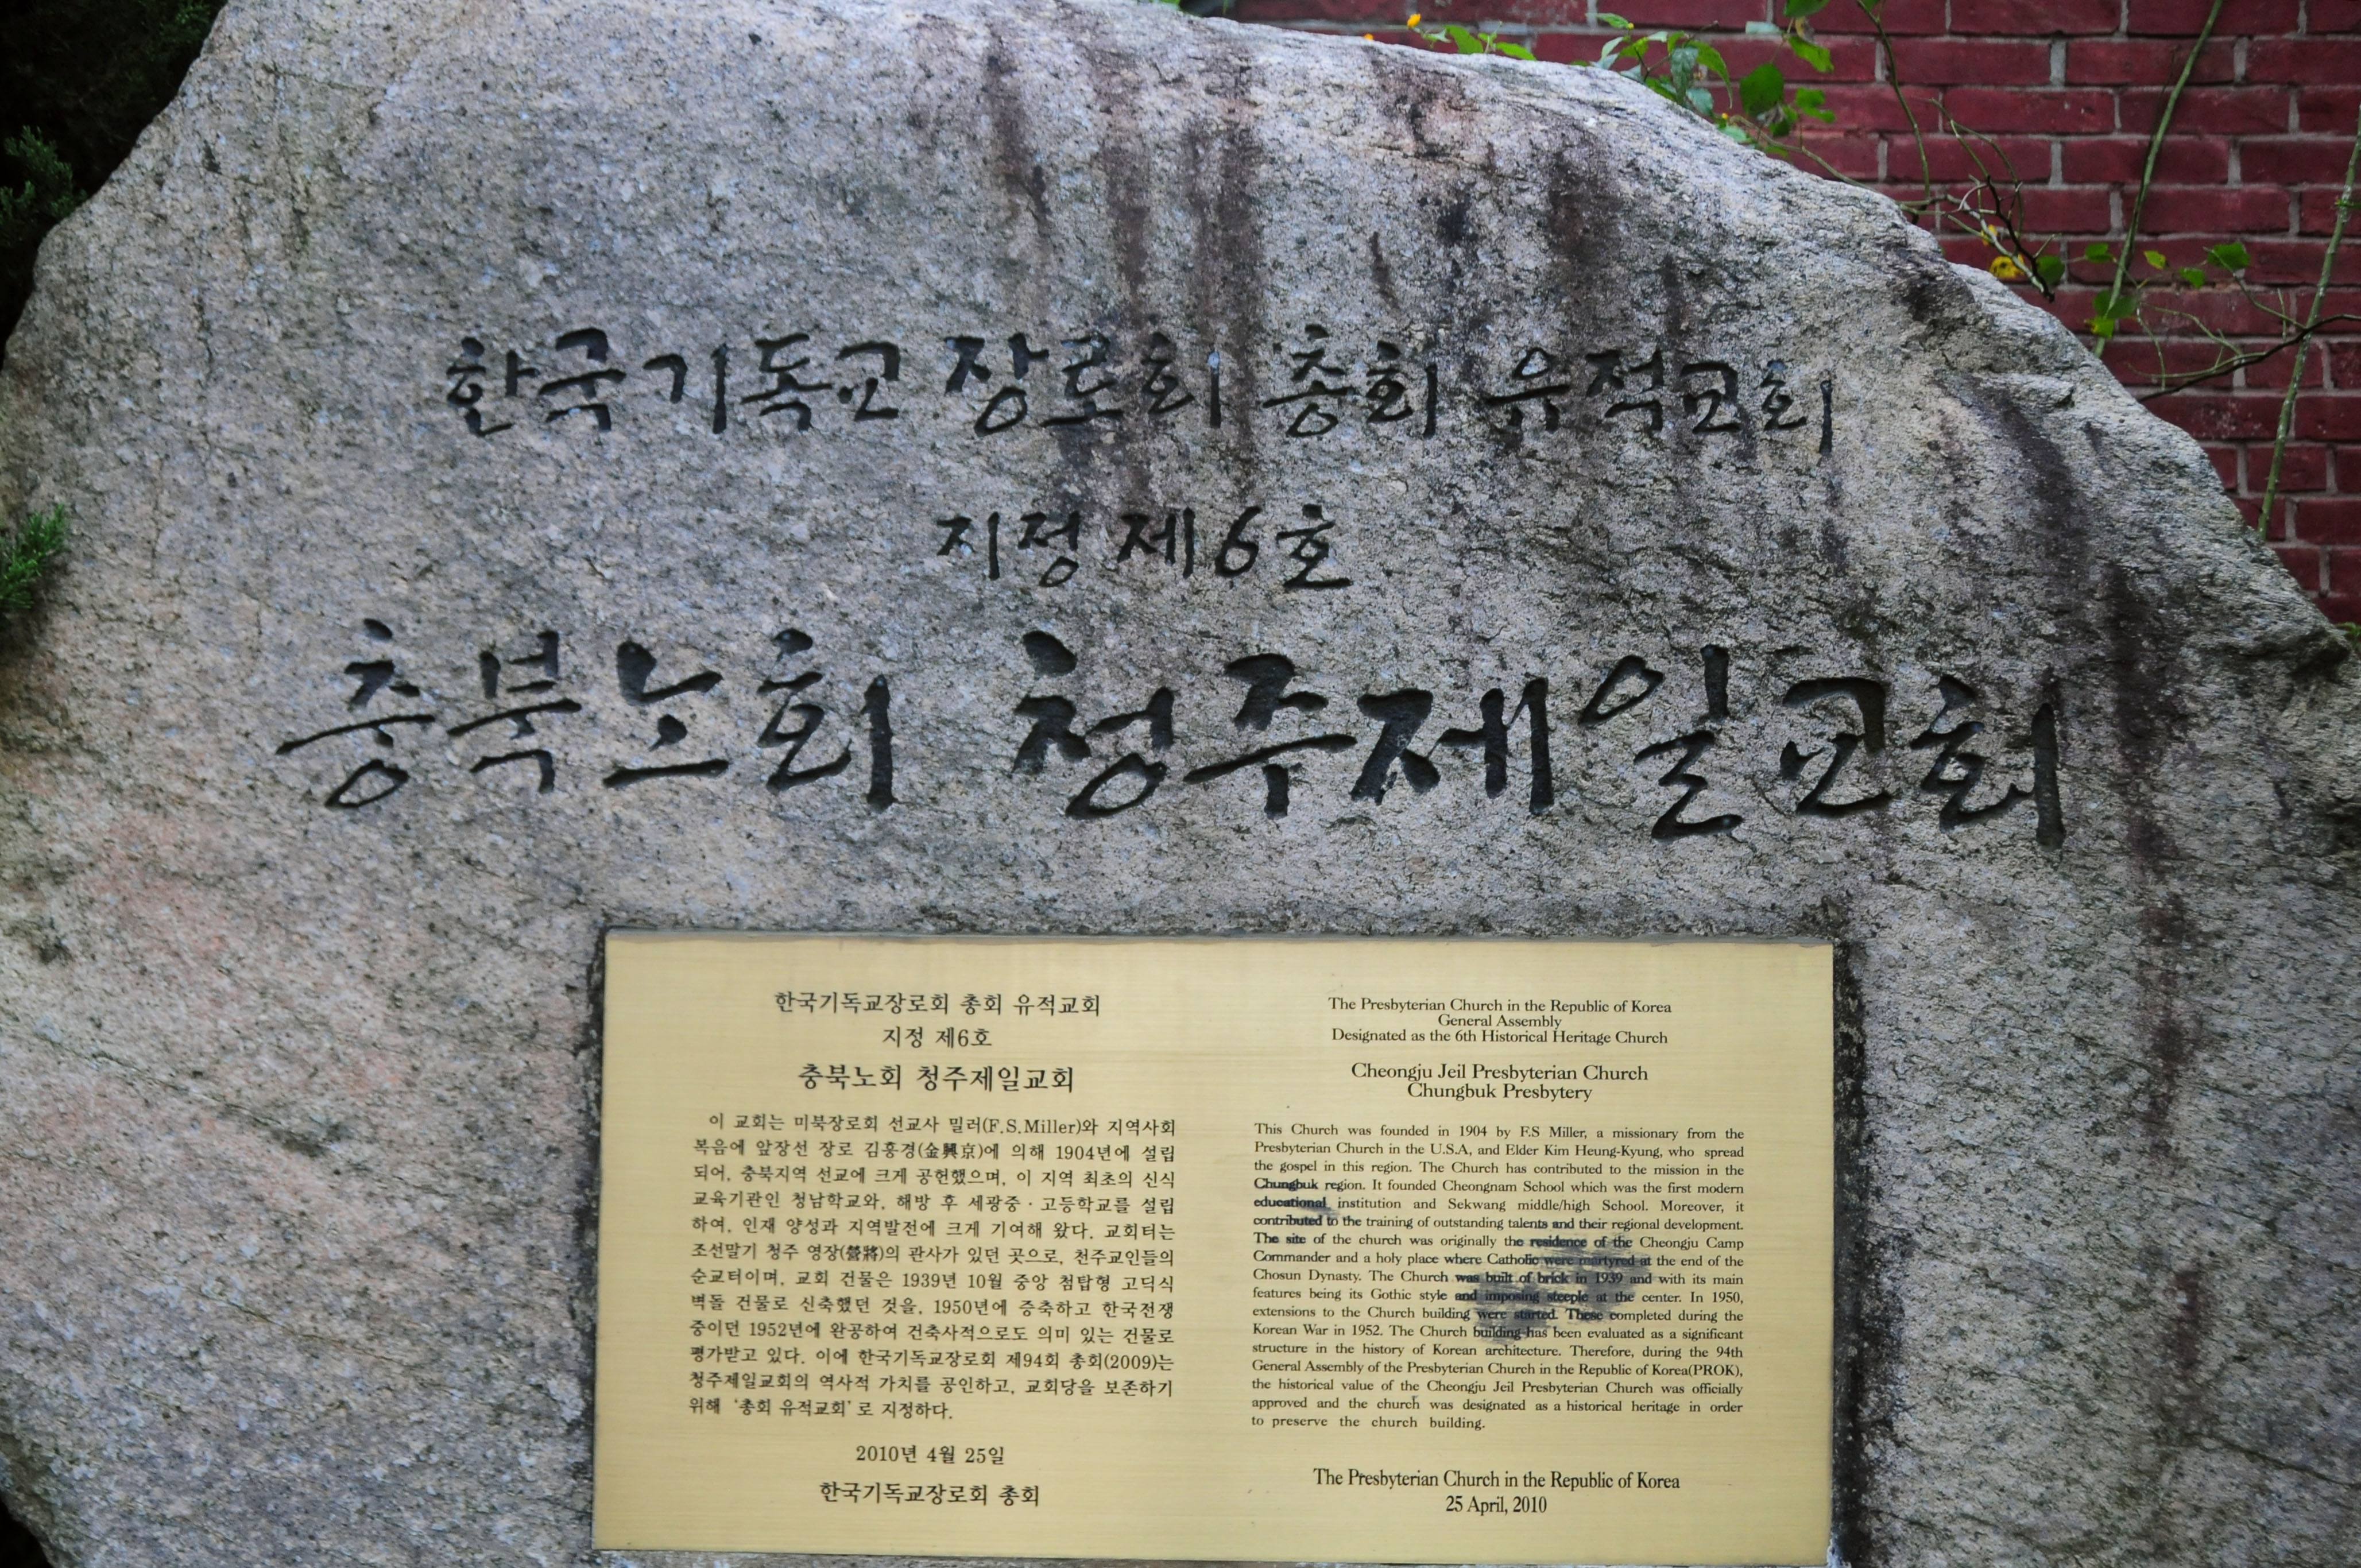 한국기독교장로회 총회 유적교회
지정 제6호
충북노회 청주제일교회
한국기독교장로회 총회 유적교회
지정 제6호
충북노회 청주제일교회
이 교회는 미북장로회 선교사 밀러(F.S.Miller)와 지역사회
복음에 앞장선 장로 김흥경(金興京)에 의해 1904년에 설립
되어, 충북지역 선교에 크게 공헌했으며, 이 지역 최초의 신식
교육기관인 청남학교와, 해방 후 세광중·고등학교를 설립
하여, 인재 양성과 지역발전에 크게 기여해 왔다. 교회터는
조선말기 청주 영장(營將)의 관사가 있던 곳으로, 천주교인들의
순교터이며, 교회 건물은 1939년 10월 중앙 첨탑형 고딕식
벽돌 건물로 신축했던 것을, 1950년에 증축하고 한국전쟁
중이던 1952년에 완공하여 건축사적으로도 의미 있는 건물로
평가받고 있다. 이에 한국기독교장로회 제94회 총회(2009)는
청주제일교회의 역사적 가치를 공인하고, 교회당을 보존하기
위해 '총회 유적교회'로 지정하다.
2010년 4월 25일
한국기독교장로회 총회
The Presbyterian Church in the Republic of Korea
General Assembly
Designated as the 6th Historical Heritage Church
Cheongju Jeil Presbyterian Church
Chungbuk Presbytery
This Church was founded in 1904 by F.S Miller, a missionary from the
Presbyterian Church in the U.S.A, and Elder Kim Heung-Kyung, who spread
the gospel in this region. The Church has contributed to the mission in the
Chungbuk region. It founded Cheongnam School which was the first modern
educational institution and Sekwang middle/high School. Moreover, it
contributed to the training of outstanding talents and their regional development.
The site of the church was originally the residence of the Cheongju Camp
Commander and a holy place where Catholic were martyred at the end of the
Chosun Dynasty. The Church was built of brick in 1939 and with its main
features being its Gothic style and imposing steeple at the center. In 1950,
extensions to the Church building were started. These completed during the
Korean War in 1952. The Church building has been evaluated as a significant
structure in the history of Korean architecture. Therefore, during the 94th
General Assembly of the Presbyterian Church in the Republic of Korea(PROK),
the historical value of the Cheongju Jeil Presbyterian Church was officially
approved and the church was designated as a historical heritage in order
to preserve the church building.
The Presbyterian Church in the Republic of Korea
25 April, 2010